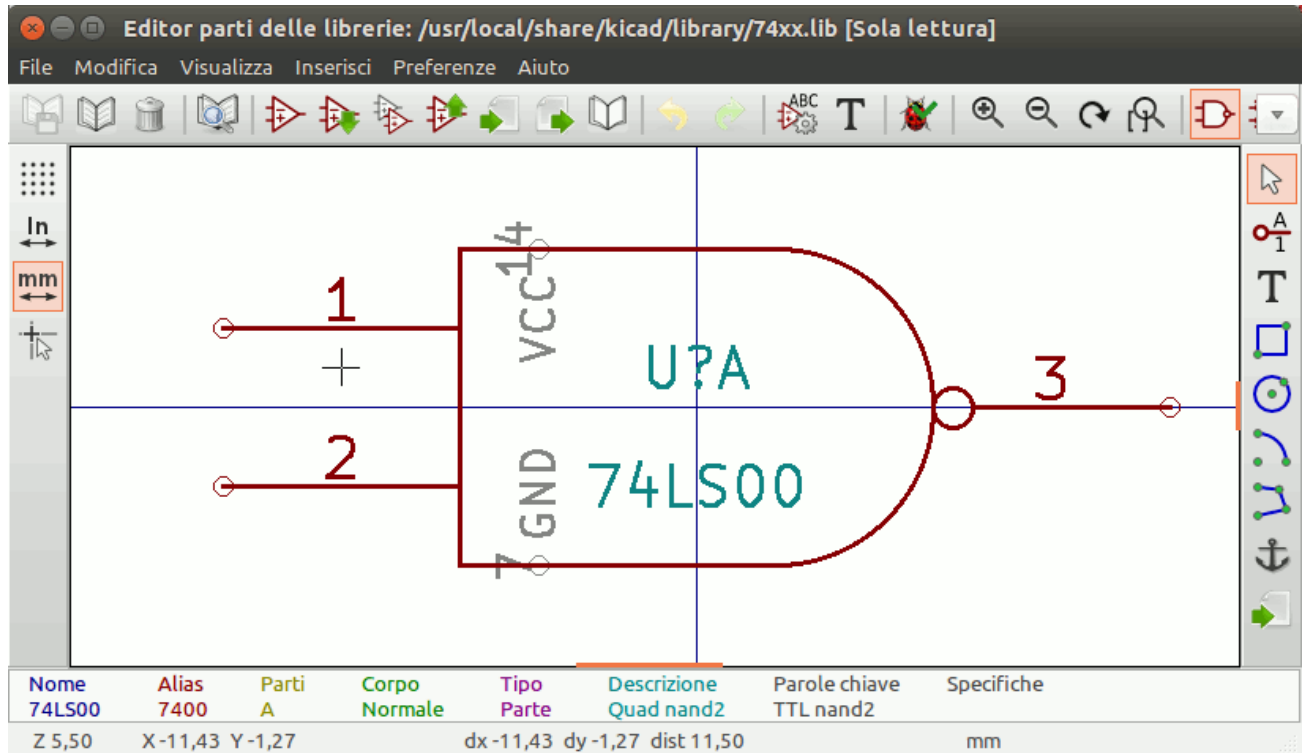 Editor parti delle librerie: /usr/local/share/kicad/library/74xx.lib [Sola lettura]
File Modifica Visualizza Inserisci Preferenze Aiuto
ABC
T
In
mm
A
1
T
14
VCC
1
U?A
3
2
GND
74LS00
7
Nome Alias Parti Corpo Tipo Descrizione Parole chiave Specifiche
74LS00 7400 A Normale Parte Quad nand2 TTL nand2
Z 5,50 X -11,43 Y -1,27 dx -11,43 dy -1,27 dist 11,50 mm